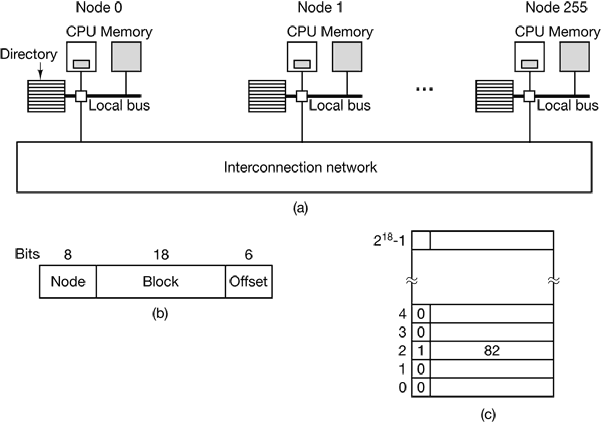 Node 0 Node 1 Node 255
CPU Memory CPU Memory CPU Memory
Directory
...
Local bus Local bus Local bus
Interconnection network
(a)
Bits 8 18 6
Node Block Offset
(b)
2¹⁸-1
4 0
3 0
2 1 82
1 0
0 0
(c)